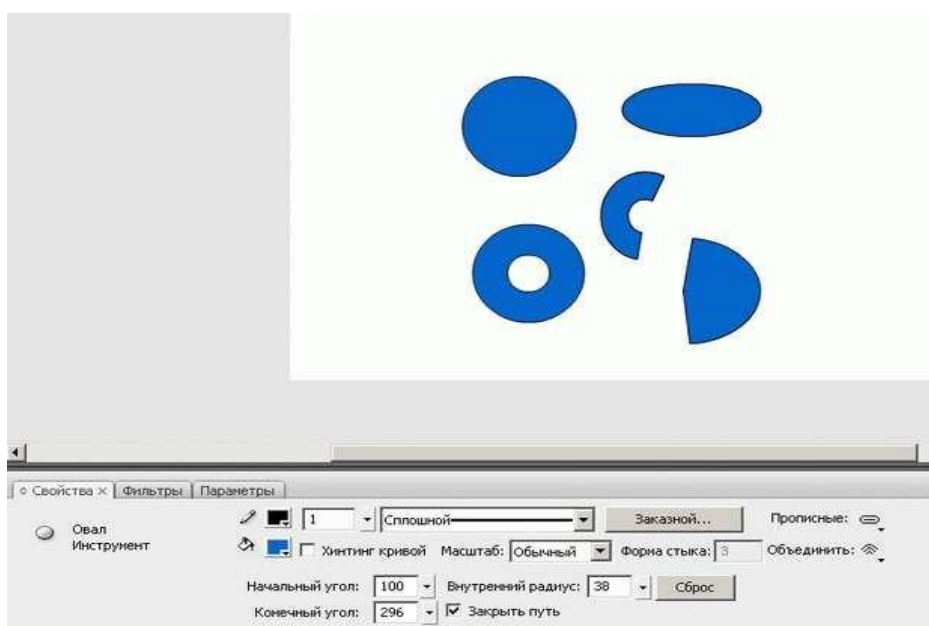 Свойства × Фильтры Параметры
1 Сплошной Заказной... Прописные:
Овал
Инструмент
Хинтинг кривой Масштаб: Обычный Форма стыка: 3 Объединить:
Начальный угол: 100 Внутренний радиус: 38 Сброс
Конечный угол: 296 Закрыть путь